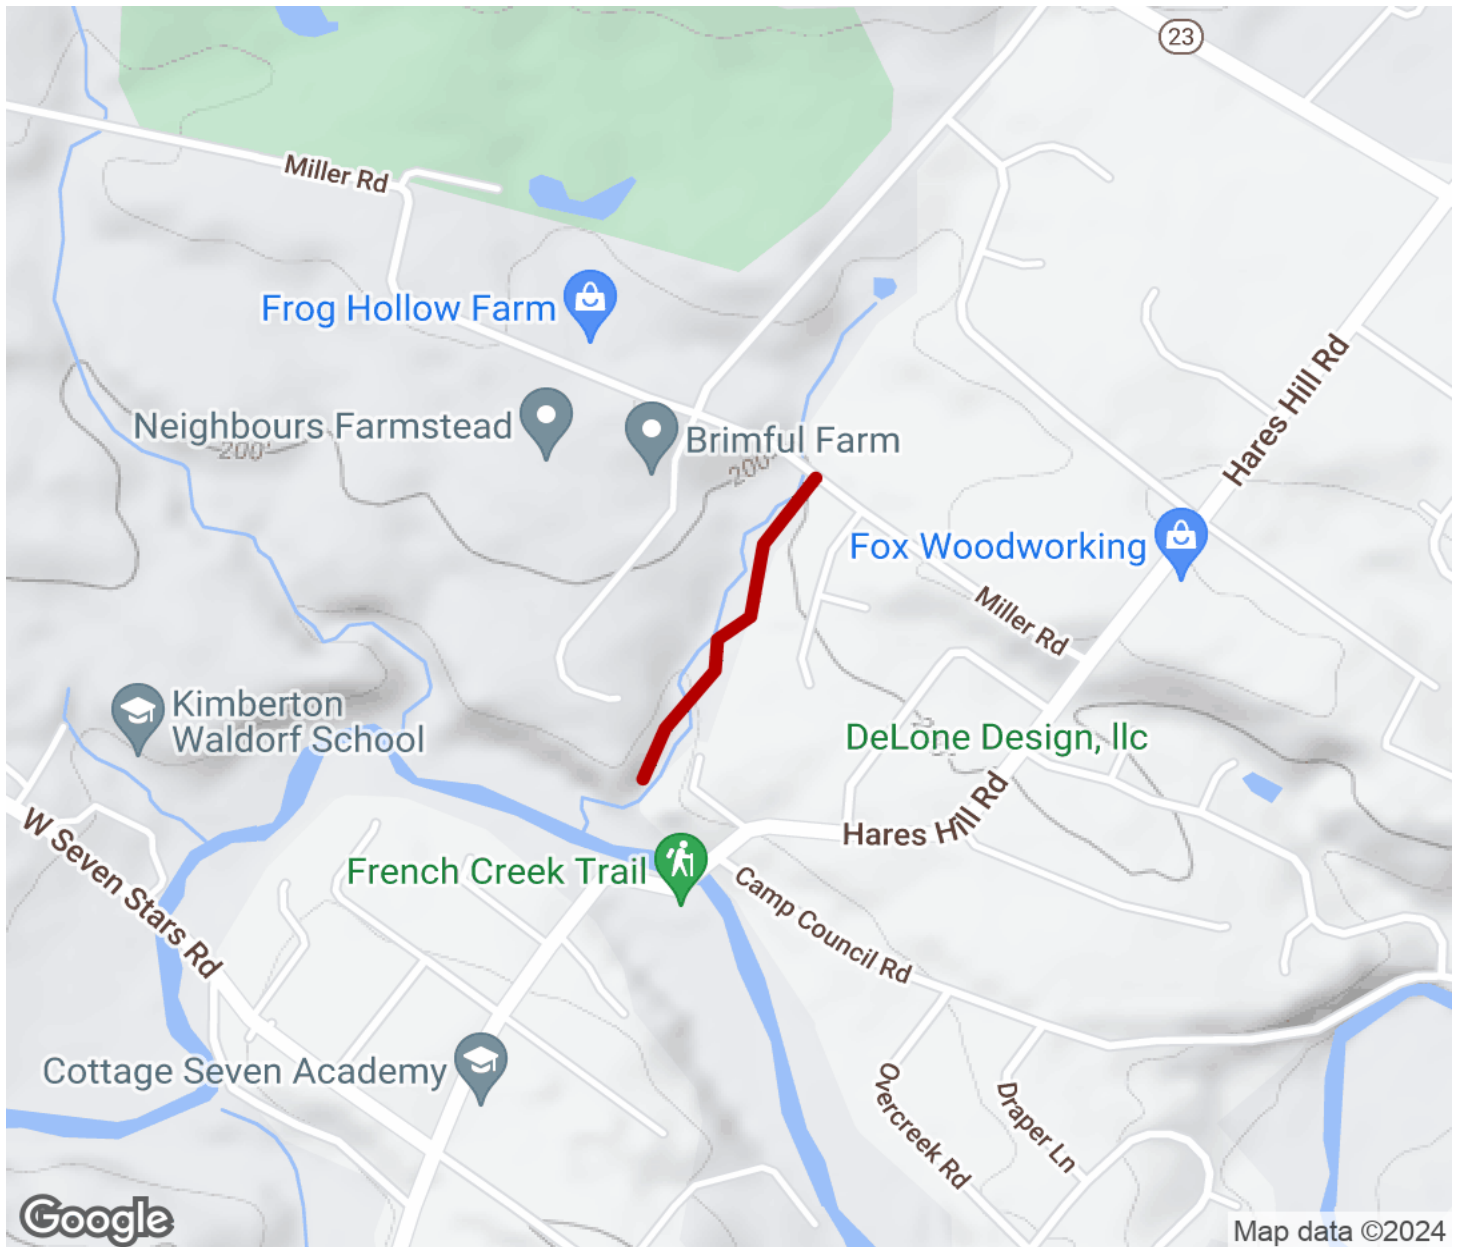 23
Miller Rd
Frog Hollow Farm
Hares Hill Rd
Neighbours Farmstead
Brimful Farm
200'
200
Fox Woodworking
Miller Rd
Kimberton
Waldorf School
DeLone Design, llc
W Seven Stars Rd
Hares Hill Rd
French Creek Trail
Camp Council Rd
Cottage Seven Academy
Overcreek Rd
Draper Ln
Google
Map data ©2024